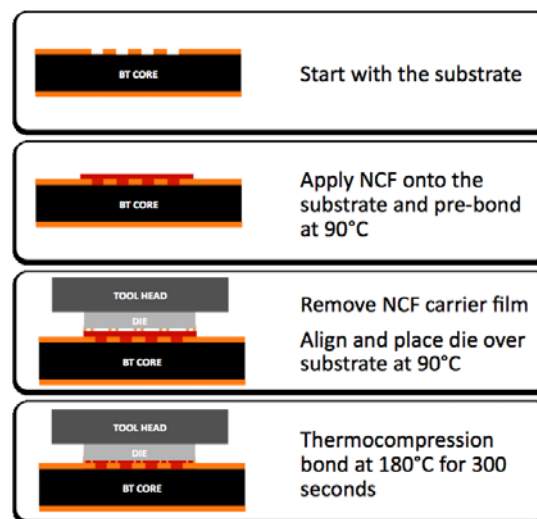 BT CORE
Start with the substrate
BT CORE
Apply NCF onto the
substrate and pre-bond
at 90°C
TOOL HEAD
DIE
BT CORE
Remove NCF carrier film
Align and place die over
substrate at 90°C
TOOL HEAD
DIE
BT CORE
Thermocompression
bond at 180°C for 300
seconds